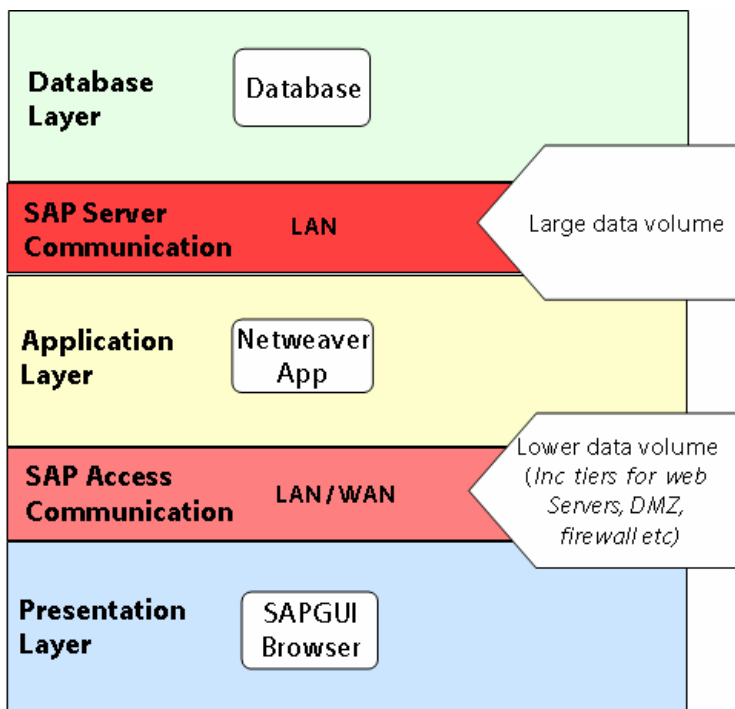 Database
Layer
Database
SAP Server
Communication
LAN
Large data volume
Application
Layer
Netweaver
App
SAP Access
Communication
LAN/WAN
Lower data volume
(Inc tiers for web
Servers, DMZ,
firewall etc)
Presentation
Layer
SAPGUI
Browser